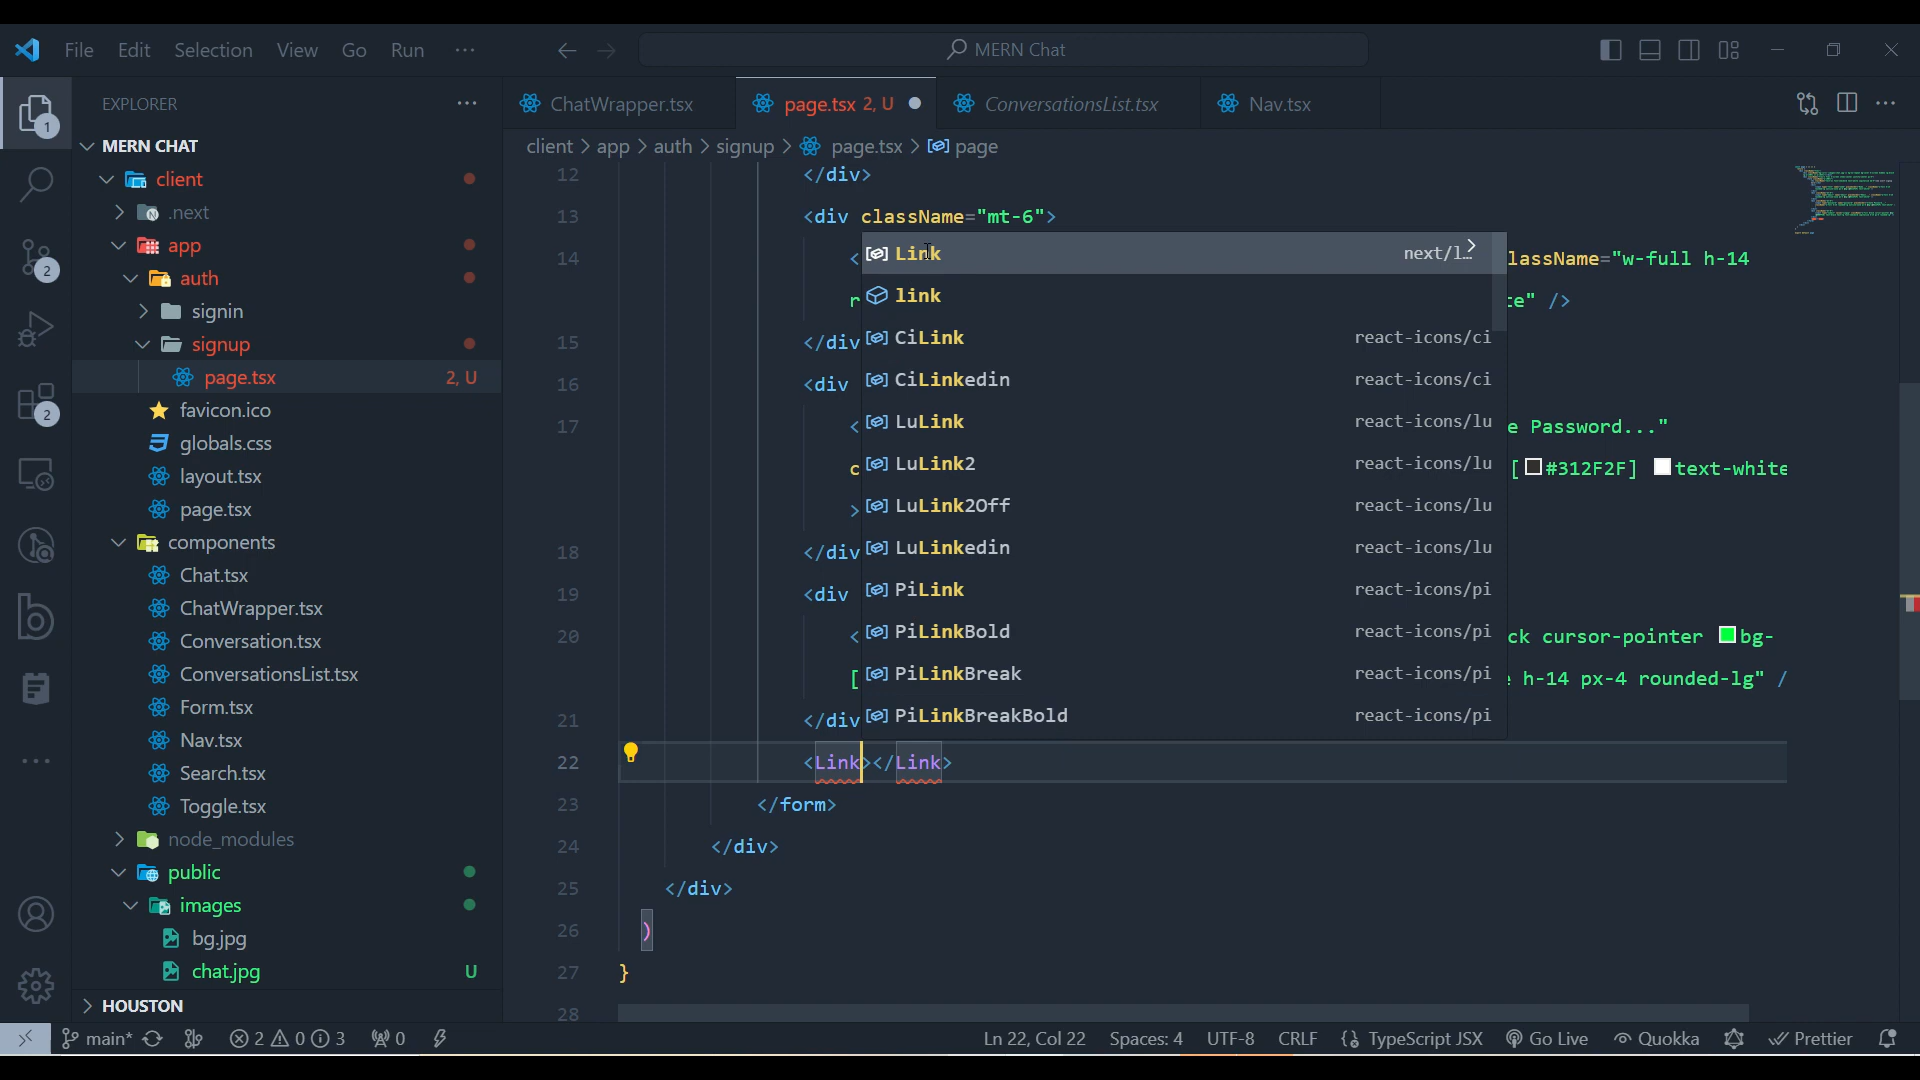 File Edit Selection View Go Run ··· MERN Chat
EXPLORER ···
ChatWrapper.tsx page.tsx 2, U ConversationsList.tsx Nav.tsx
client > app > auth > signup > page.tsx > page
MERN CHAT
client
.next
app
auth
signin
signup
page.tsx 2, U
favicon.ico
globals.css
layout.tsx
page.tsx
components
Chat.tsx
ChatWrapper.tsx
Conversation.tsx
ConversationsList.tsx
Form.tsx
Nav.tsx
Search.tsx
Toggle.tsx
node_modules
public
images
bg.jpg
chat.jpg U
HOUSTON
1
2
2
12 </div>
13 <div className="mt-6">
14 < lassName="w-full h-14
r te" />
15 </div
16 <div
17 < e Password..."
c [#312F2F] text-white
>
18 </div
19 <div
20 < ck cursor-pointer bg-
[ e h-14 px-4 rounded-lg" /
21 </div
22 <Link></Link>
23 </form>
24 </div>
25 </div>
26 )
27 }
28
Link next/l…
link
CiLink react-icons/ci
CiLinkedin react-icons/ci
LuLink react-icons/lu
LuLink2 react-icons/lu
LuLink2Off react-icons/lu
LuLinkedin react-icons/lu
PiLink react-icons/pi
PiLinkBold react-icons/pi
PiLinkBreak react-icons/pi
PiLinkBreakBold react-icons/pi
main* 2 0 3 0 Ln 22, Col 22 Spaces: 4 UTF-8 CRLF TypeScript JSX Go Live Quokka Prettier